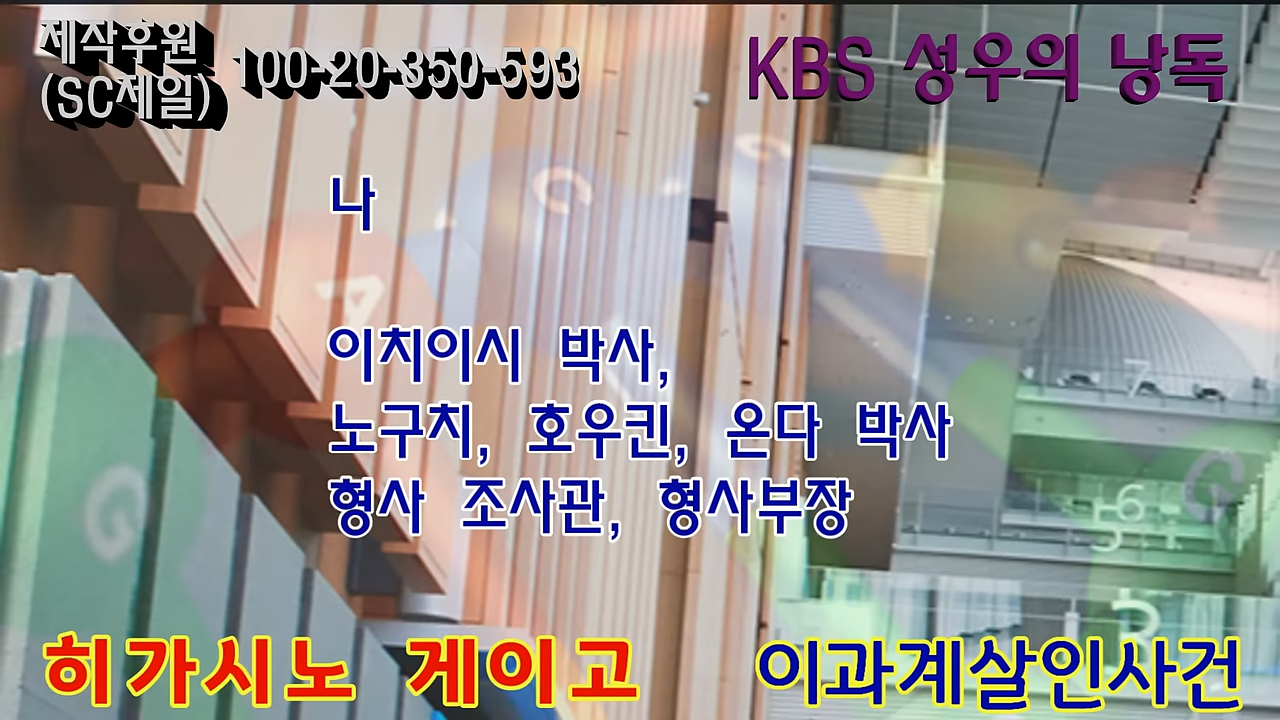 제작후원
(SC제일)
100-20-350-593
KBS 성우의 낭독
나
이치이시 박사,
노구치, 호우킨, 온다 박사
형사 조사관, 형사부장
히가시노 게이고
이과계살인사건
C
A
G
7
6
5
G